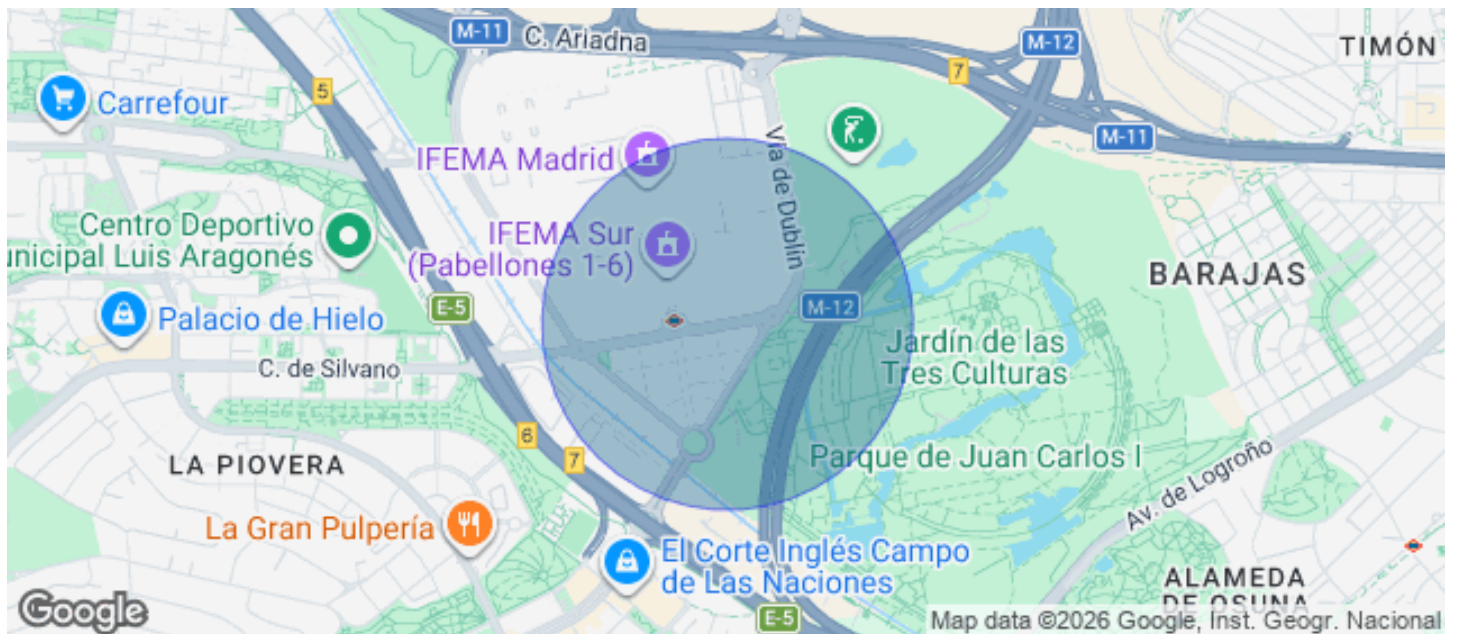 M-11
C. Ariadna
M-12
TIMÓN
7
5
Carrefour
M-11
IFEMA Madrid
Vía de Dublín
Centro Deportivo
unicipal Luis Aragonés
IFEMA Sur
(Pabellones 1-6)
BARAJAS
E-5
M-12
Palacio de Hielo
C. de Silvano
Jardín de las
Tres Culturas
6
7
LA PIOVERA
Parque de Juan Carlos I
Av. de Logroño
La Gran Pulpería
El Corte Inglés Campo
de Las Naciones
ALAMEDA
DE OSUNA
Google
E-5
Map data ©2026 Google, Inst. Geogr. Nacional